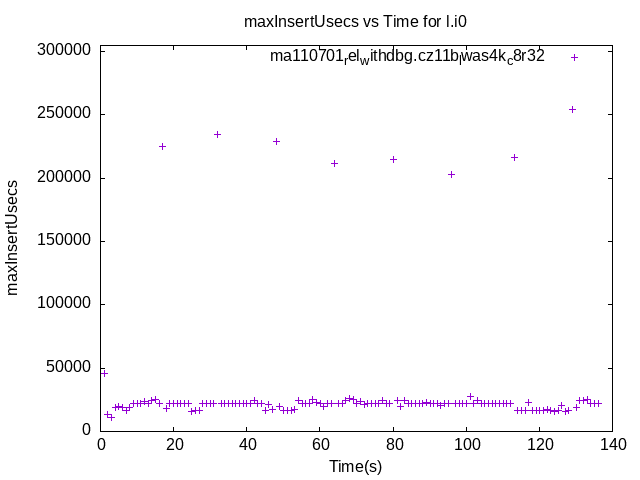 maxInsertUsecs vs Time for l.i0
ma110701relwithdbg.cz11blwas4kc8r32
300000
250000
200000
150000
100000
50000
0
maxInsertUsecs
0 20 40 60 80 100 120 140
Time(s)